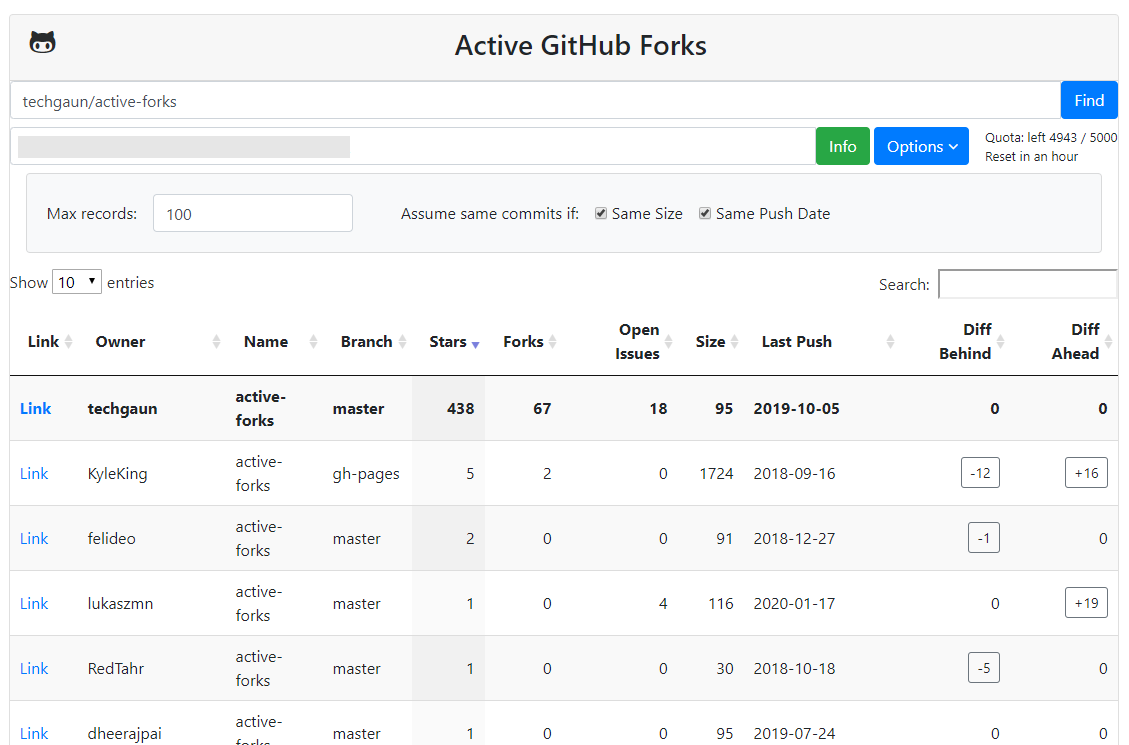 Active GitHub Forks
techgaun/active-forks
Find
Info
Options
Quota: left 4943 / 5000
Reset in an hour
Max records:
100
Assume same commits if:
Same Size
Same Push Date
Show 10 entries
Search:
Link
Owner
Name
Branch
Stars
Forks
Open
Issues
Size
Last Push
Diff
Behind
Diff
Ahead
Link techgaun active- master 438 67 18 95 2019-10-05 0 0
forks
Link KyleKing active- gh-pages 5 2 0 1724 2018-09-16 -12 +16
forks
Link felideo active- master 2 0 0 91 2018-12-27 -1 0
forks
Link lukaszmn active- master 1 0 4 116 2020-01-17 0 +19
forks
Link RedTahr active- master 1 0 0 30 2018-10-18 -5 0
forks
Link dheerajpai active- master 1 0 0 95 2019-07-24 0 0
forks